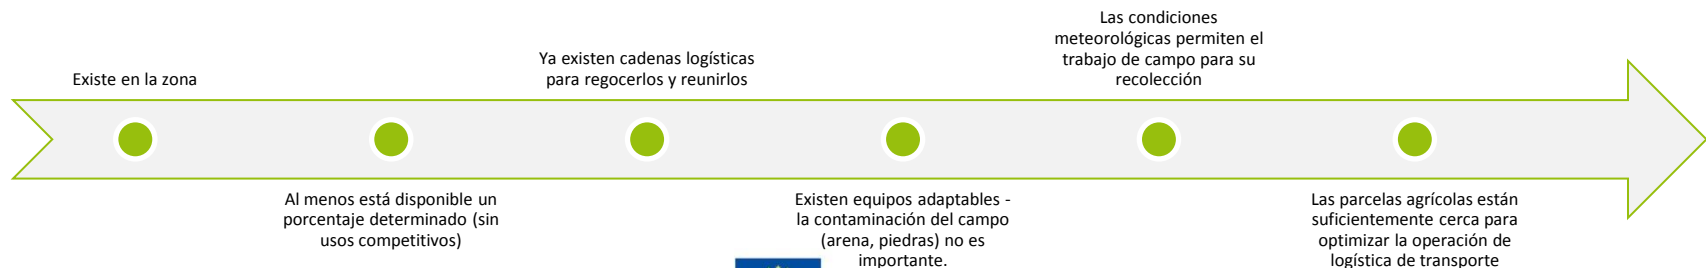 Existe en la zona
Al menos está disponible un
porcentaje determinado (sin
usos competitivos)
Ya existen cadenas logísticas
para regocerlos y reunirlos
Existen equipos adaptables -
la contaminación del campo
(arena, piedras) no es
importante.
Las condiciones
meteorológicas permiten el
trabajo de campo para su
recolección
Las parcelas agrícolas están
suficientemente cerca para
optimizar la operación de
logística de transporte